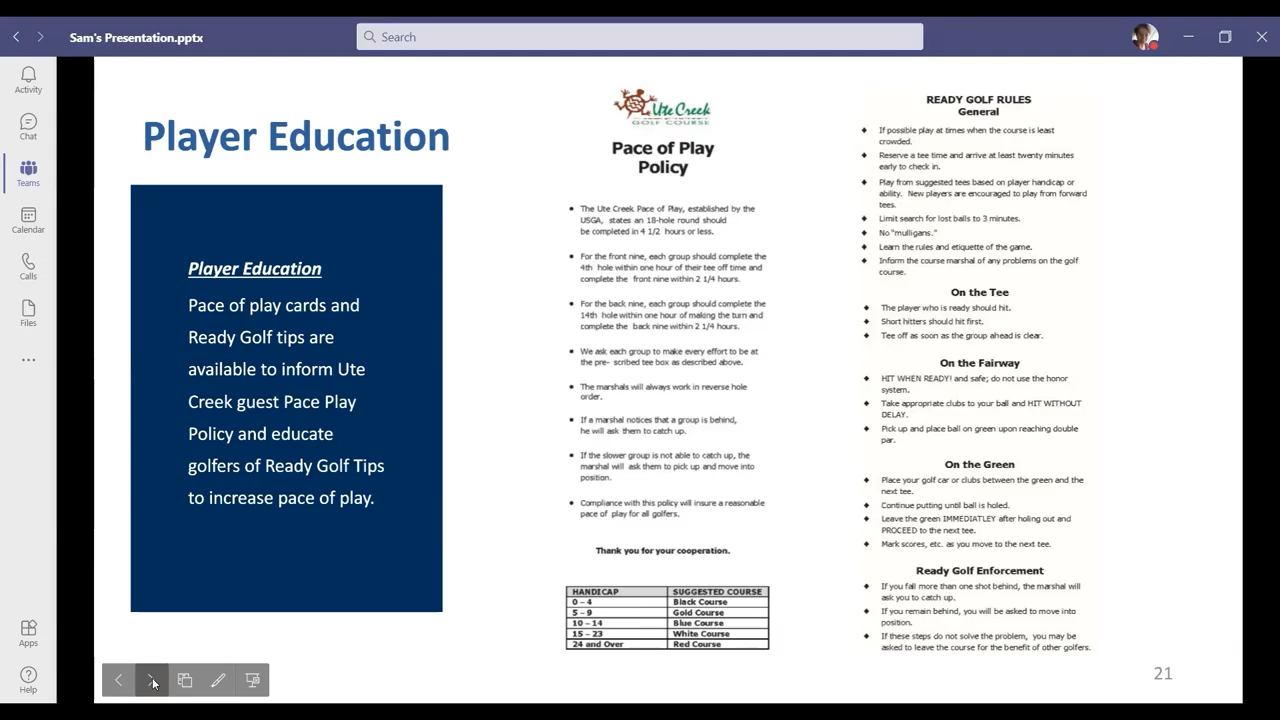 Sam's Presentation.pptx
Search
Activity
Chat
Teams
Calendar
Calls
Files
Apps
Help
Player Education
Player Education
Pace of play cards and
Ready Golf tips are
available to inform Ute
Creek guest Pace Play
Policy and educate
golfers of Ready Golf Tips
to increase pace of play.
Ute Creek
GOLF COURSE
Pace of Play
Policy
• The Ute Creek Pace of Play, established by the
USGA, states an 18-hole round should
be completed in 4 1/2 hours or less.
• For the front nine, each group should complete the
4th hole within one hour of their tee off time and
complete the front nine within 2 1/4 hours.
• For the back nine, each group should complete the
14th hole within one hour of making the turn and
complete the back nine within 2 1/4 hours.
• We ask each group to make every effort to be at
the pre- scribed tee box as described above.
• The marshals will always work in reverse hole
order.
• If a marshal notices that a group is behind,
he will ask them to catch up.
• If the slower group is not able to catch up, the
marshal will ask them to pick up and move into
position.
• Compliance with this policy will insure a reasonable
pace of play for all golfers.
Thank you for your cooperation.
HANDICAP SUGGESTED COURSE
0 – 4 Black Course
5 – 9 Gold Course
10 – 14 Blue Course
15 – 23 White Course
24 and Over Red Course
READY GOLF RULES
General
♦ If possible play at times when the course is least
crowded.
♦ Reserve a tee time and arrive at least twenty minutes
early to check in.
♦ Play from suggested tees based on player handicap or
ability. New players are encouraged to play from forward
tees.
♦ Limit search for lost balls to 3 minutes.
♦ No "mulligans."
♦ Learn the rules and etiquette of the game.
♦ Inform the course marshal of any problems on the golf
course.
On the Tee
♦ The player who is ready should hit.
♦ Short hitters should hit first.
♦ Tee off as soon as the group ahead is clear.
On the Fairway
♦ HIT WHEN READY! and safe; do not use the honor
system.
♦ Take appropriate clubs to your ball and HIT WITHOUT
DELAY.
♦ Pick up and place ball on green upon reaching double
par.
On the Green
♦ Place your golf car or clubs between the green and the
next tee.
♦ Continue putting until ball is holed.
♦ Leave the green IMMEDIATLEY after holing out and
PROCEED to the next tee.
♦ Mark scores, etc. as you move to the next tee.
Ready Golf Enforcement
♦ If you fall more than one shot behind, the marshal will
ask you to catch up.
♦ If you remain behind, you will be asked to move into
position.
♦ If these steps do not solve the problem, you may be
asked to leave the course for the benefit of other golfers.
21